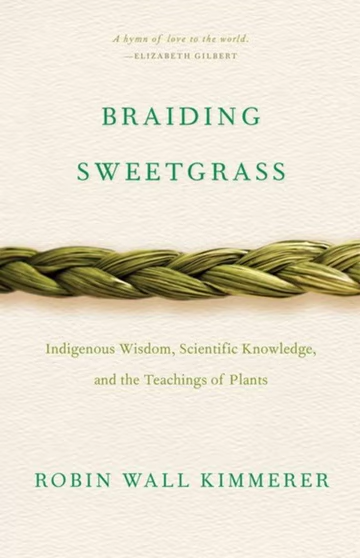 A hymn of love to the world.
—ELIZABETH GILBERT
BRAIDING
SWEETGRASS
Indigenous Wisdom, Scientific Knowledge,
and the Teachings of Plants
ROBIN WALL KIMMERER